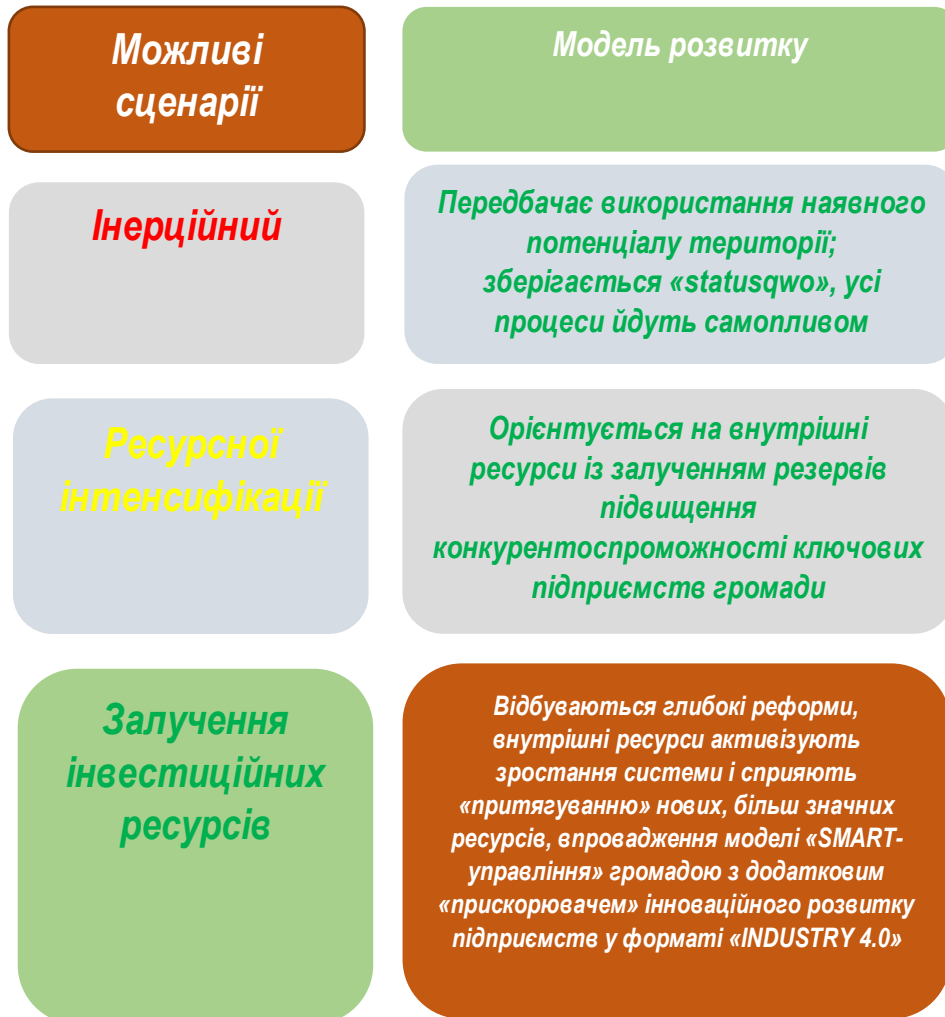 Можливі
сценарії
Модель розвитку
Інерційний
Передбачає використання наявного
потенціалу території;
зберігається «statusqwo», усі
процеси йдуть самопливом
Ресурсної
інтенсифікації
Орієнтується на внутрішні
ресурси із залученням резервів
підвищення
конкурентоспроможності ключових
підприємств громади
Залучення
інвестиційних
ресурсів
Відбуваються глибокі реформи,
внутрішні ресурси активізують
зростання системи і сприяють
«притягуванню» нових, більш значних
ресурсів, впровадження моделі «SMART-
управління» громадою з додатковим
«прискорювачем» інноваційного розвитку
підприємств у форматі «INDUSTRY 4.0»